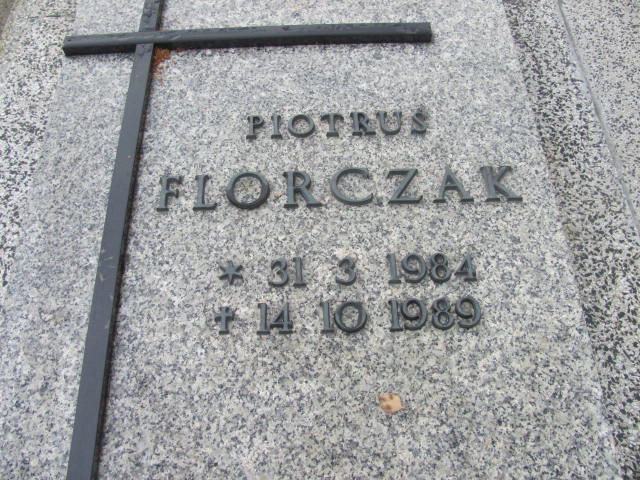 PIOTRUŚ
FLORCZAK
* 31 3 1984
✝ 14 10 1989